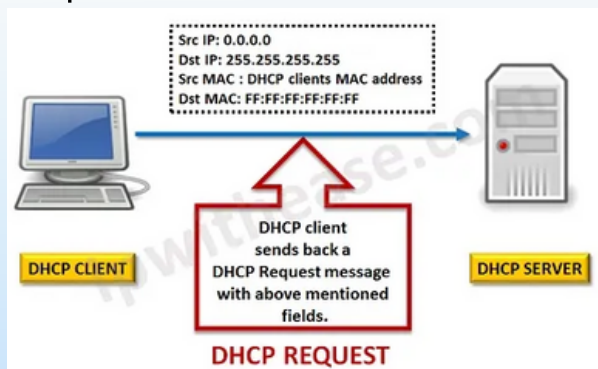 Src IP: 0.0.0.0
Dst IP: 255.255.255.255
Src MAC : DHCP clients MAC address
Dst MAC: FF:FF:FF:FF:FF:FF
DHCP client
sends back a
DHCP Request message
with above mentioned
fields.
DHCP CLIENT
DHCP SERVER
ipwithease.com
DHCP REQUEST